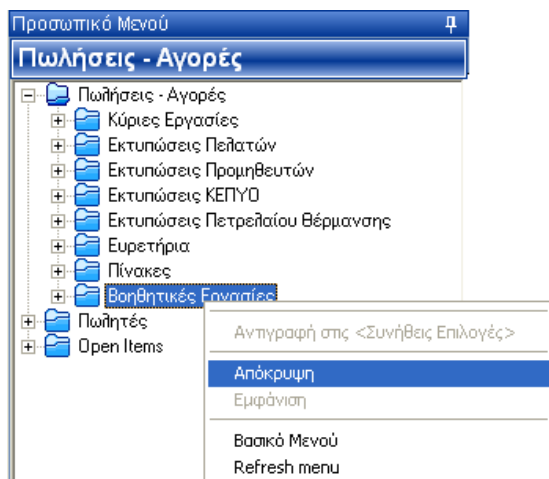 Προσωπικό Μενού
Πωλήσεις - Αγορές
Πωλήσεις - Αγορές
Κύριες Εργασίες
Εκτυπώσεις Πελατών
Εκτυπώσεις Προμηθευτών
Εκτυπώσεις ΚΕΠΥΟ
Εκτυπώσεις Πετρελαίου Θέρμανσης
Ευρετήρια
Πίνακες
Βοηθητικές Εργασίες
Πωλητές
Open Items
Αντιγραφή στις <Συνήθεις Επιλογές>
Απόκρυψη
Εμφάνιση
Βασικό Μενού
Refresh menu